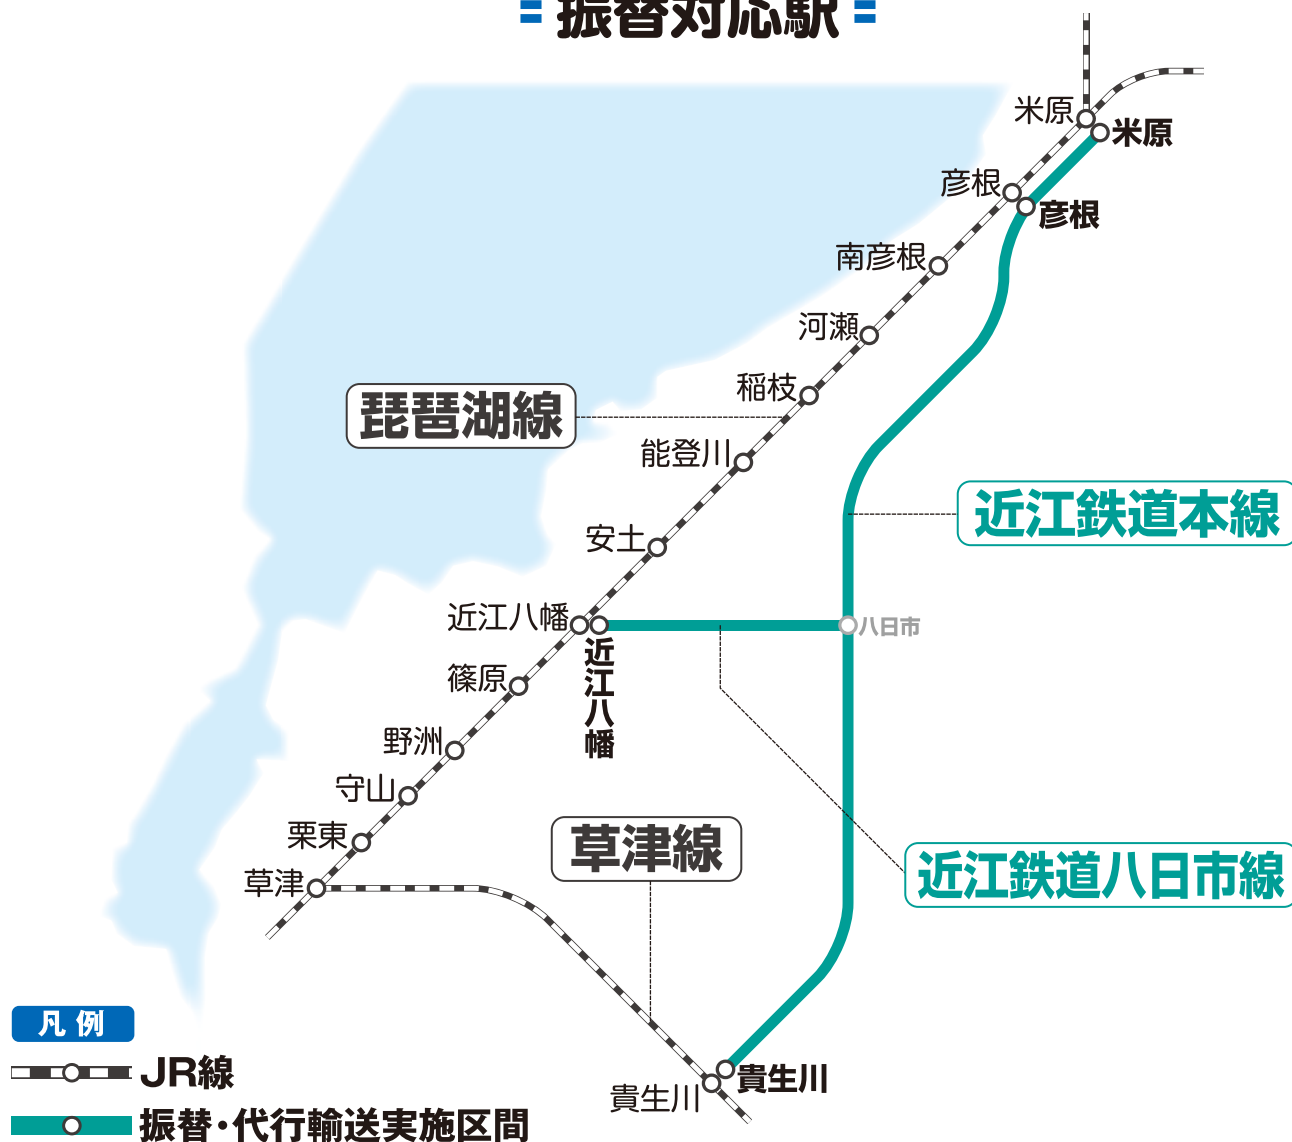 振替対応駅
米原
米原
彦根
彦根
南彦根
河瀬
稲枝
琵琶湖線
能登川
近江鉄道本線
安土
近江八幡
八日市
近江八幡
篠原
野洲
守山
栗東
草津線
近江鉄道八日市線
草津
凡例
JR線
貴生川
貴生川
振替・代行輸送実施区間